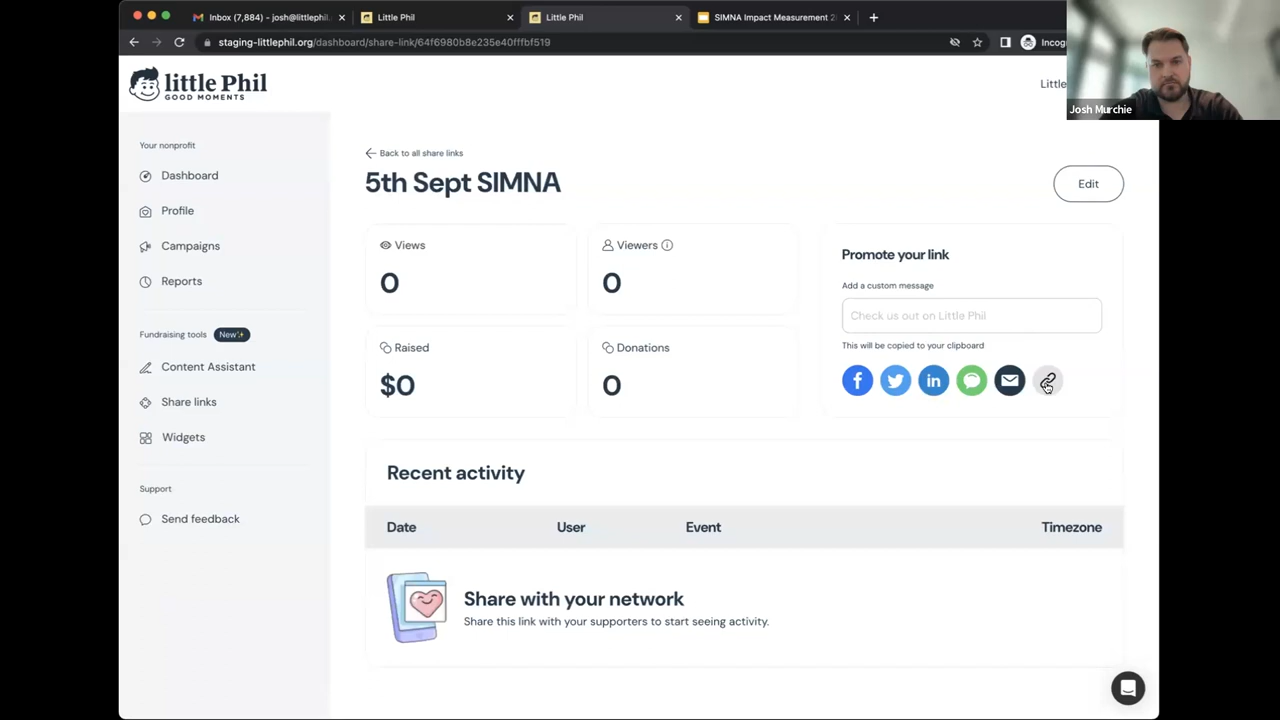 Inbox (7,884) - josh@littlephil.
Little Phil
Little Phil
SIMNA Impact Measurement 2
staging-littlephil.org/dashboard/share-link/64f6980b8e235e40fffbf519
Incog
little Phil
GOOD MOMENTS
Little
Josh Murchie
Your nonprofit
Dashboard
Profile
Campaigns
Reports
Fundraising tools New
Content Assistant
Share links
Widgets
Support
Send feedback
Back to all share links
5th Sept SIMNA
Edit
Views
0
Viewers
0
Raised
$0
Donations
0
Promote your link
Add a custom message
Check us out on Little Phil
This will be copied to your clipboard
Recent activity
Date User Event Timezone
Share with your network
Share this link with your supporters to start seeing activity.